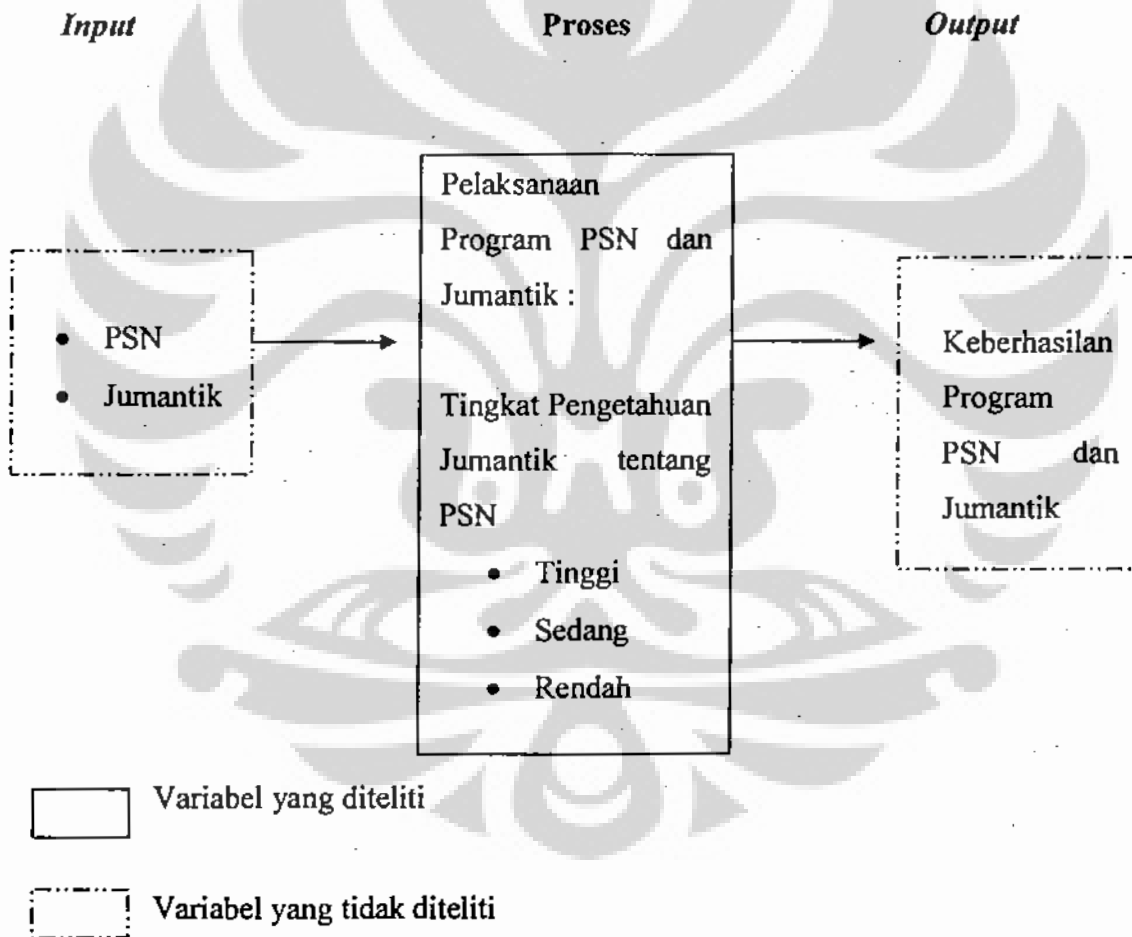 Input Proses Output
• PSN
• Jumantik
Pelaksanaan
Program PSN dan
Jumantik :
Tingkat Pengetahuan
Jumantik tentang
PSN
• Tinggi
• Sedang
• Rendah
Keberhasilan
Program
PSN dan
Jumantik
Variabel yang diteliti
Variabel yang tidak diteliti